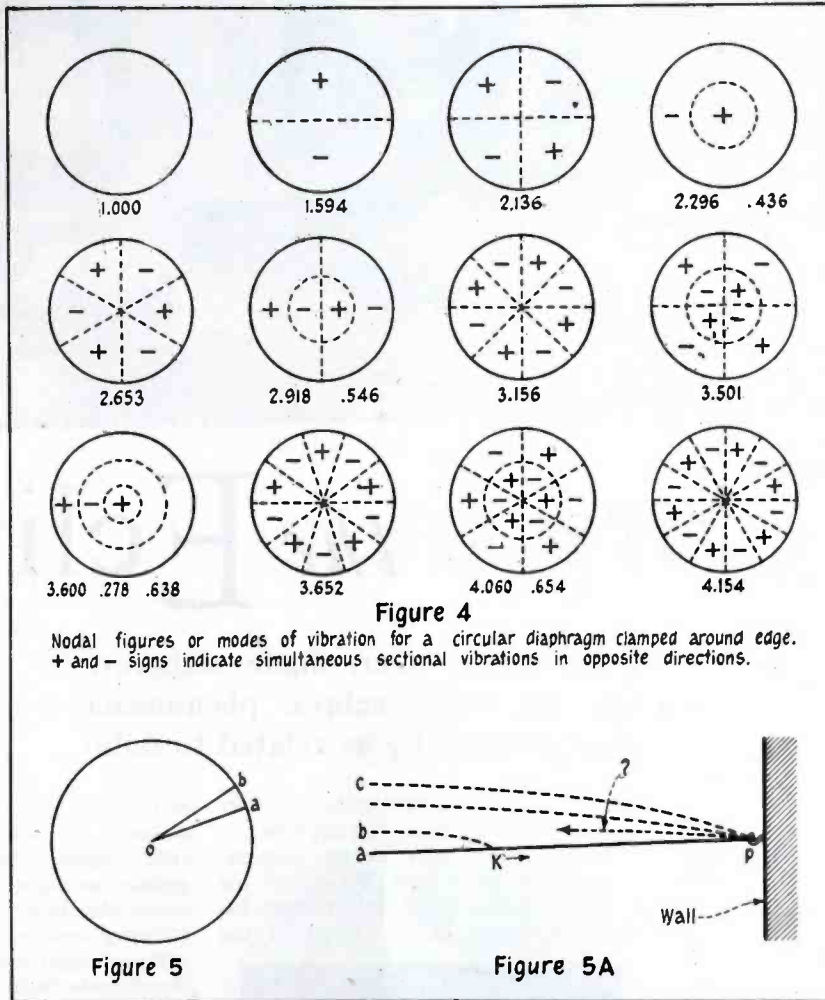 + + - - +
- - +
1.000 1.594 2.136 2.296 .436
+ - - + + - - +
- + + - - + - + - +
+ - - + - + + - - +
2.653 2.918 .546 3.156 3.501
- + - - + - + - + - + -
+ - + - + + - + + - + - - +
- + - + + - + + - + - + + -
+ - + - - + - +
3.600 .278 .638 3.652 4.060 .654 4.154
Figure 4
Nodal figures or modes of vibration for a circular diaphragm clamped around edge.
+ and - signs indicate simultaneous sectional vibrations in opposite directions.
b
a
o
Figure 5
c
?
b
a
K
P
Wall
Figure 5A